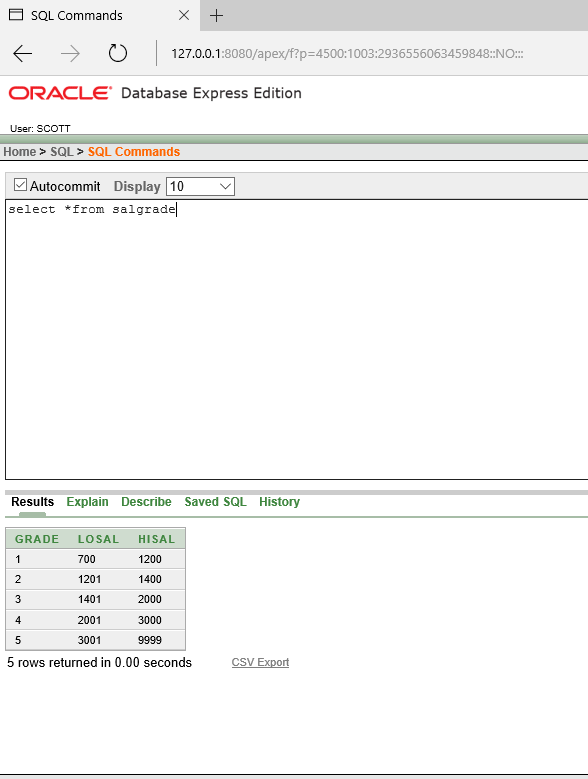 SQL Commands
127.0.0.1:8080/apex/f?p=4500:1003:2936556063459848::NO:::
ORACLE Database Express Edition
User: SCOTT
Home > SQL > SQL Commands
Autocommit Display 10
select *from salgrade
Results Explain Describe Saved SQL History
GRADE LOSAL HISAL
1 700 1200
2 1201 1400
3 1401 2000
4 2001 3000
5 3001 9999
5 rows returned in 0.00 seconds CSV Export